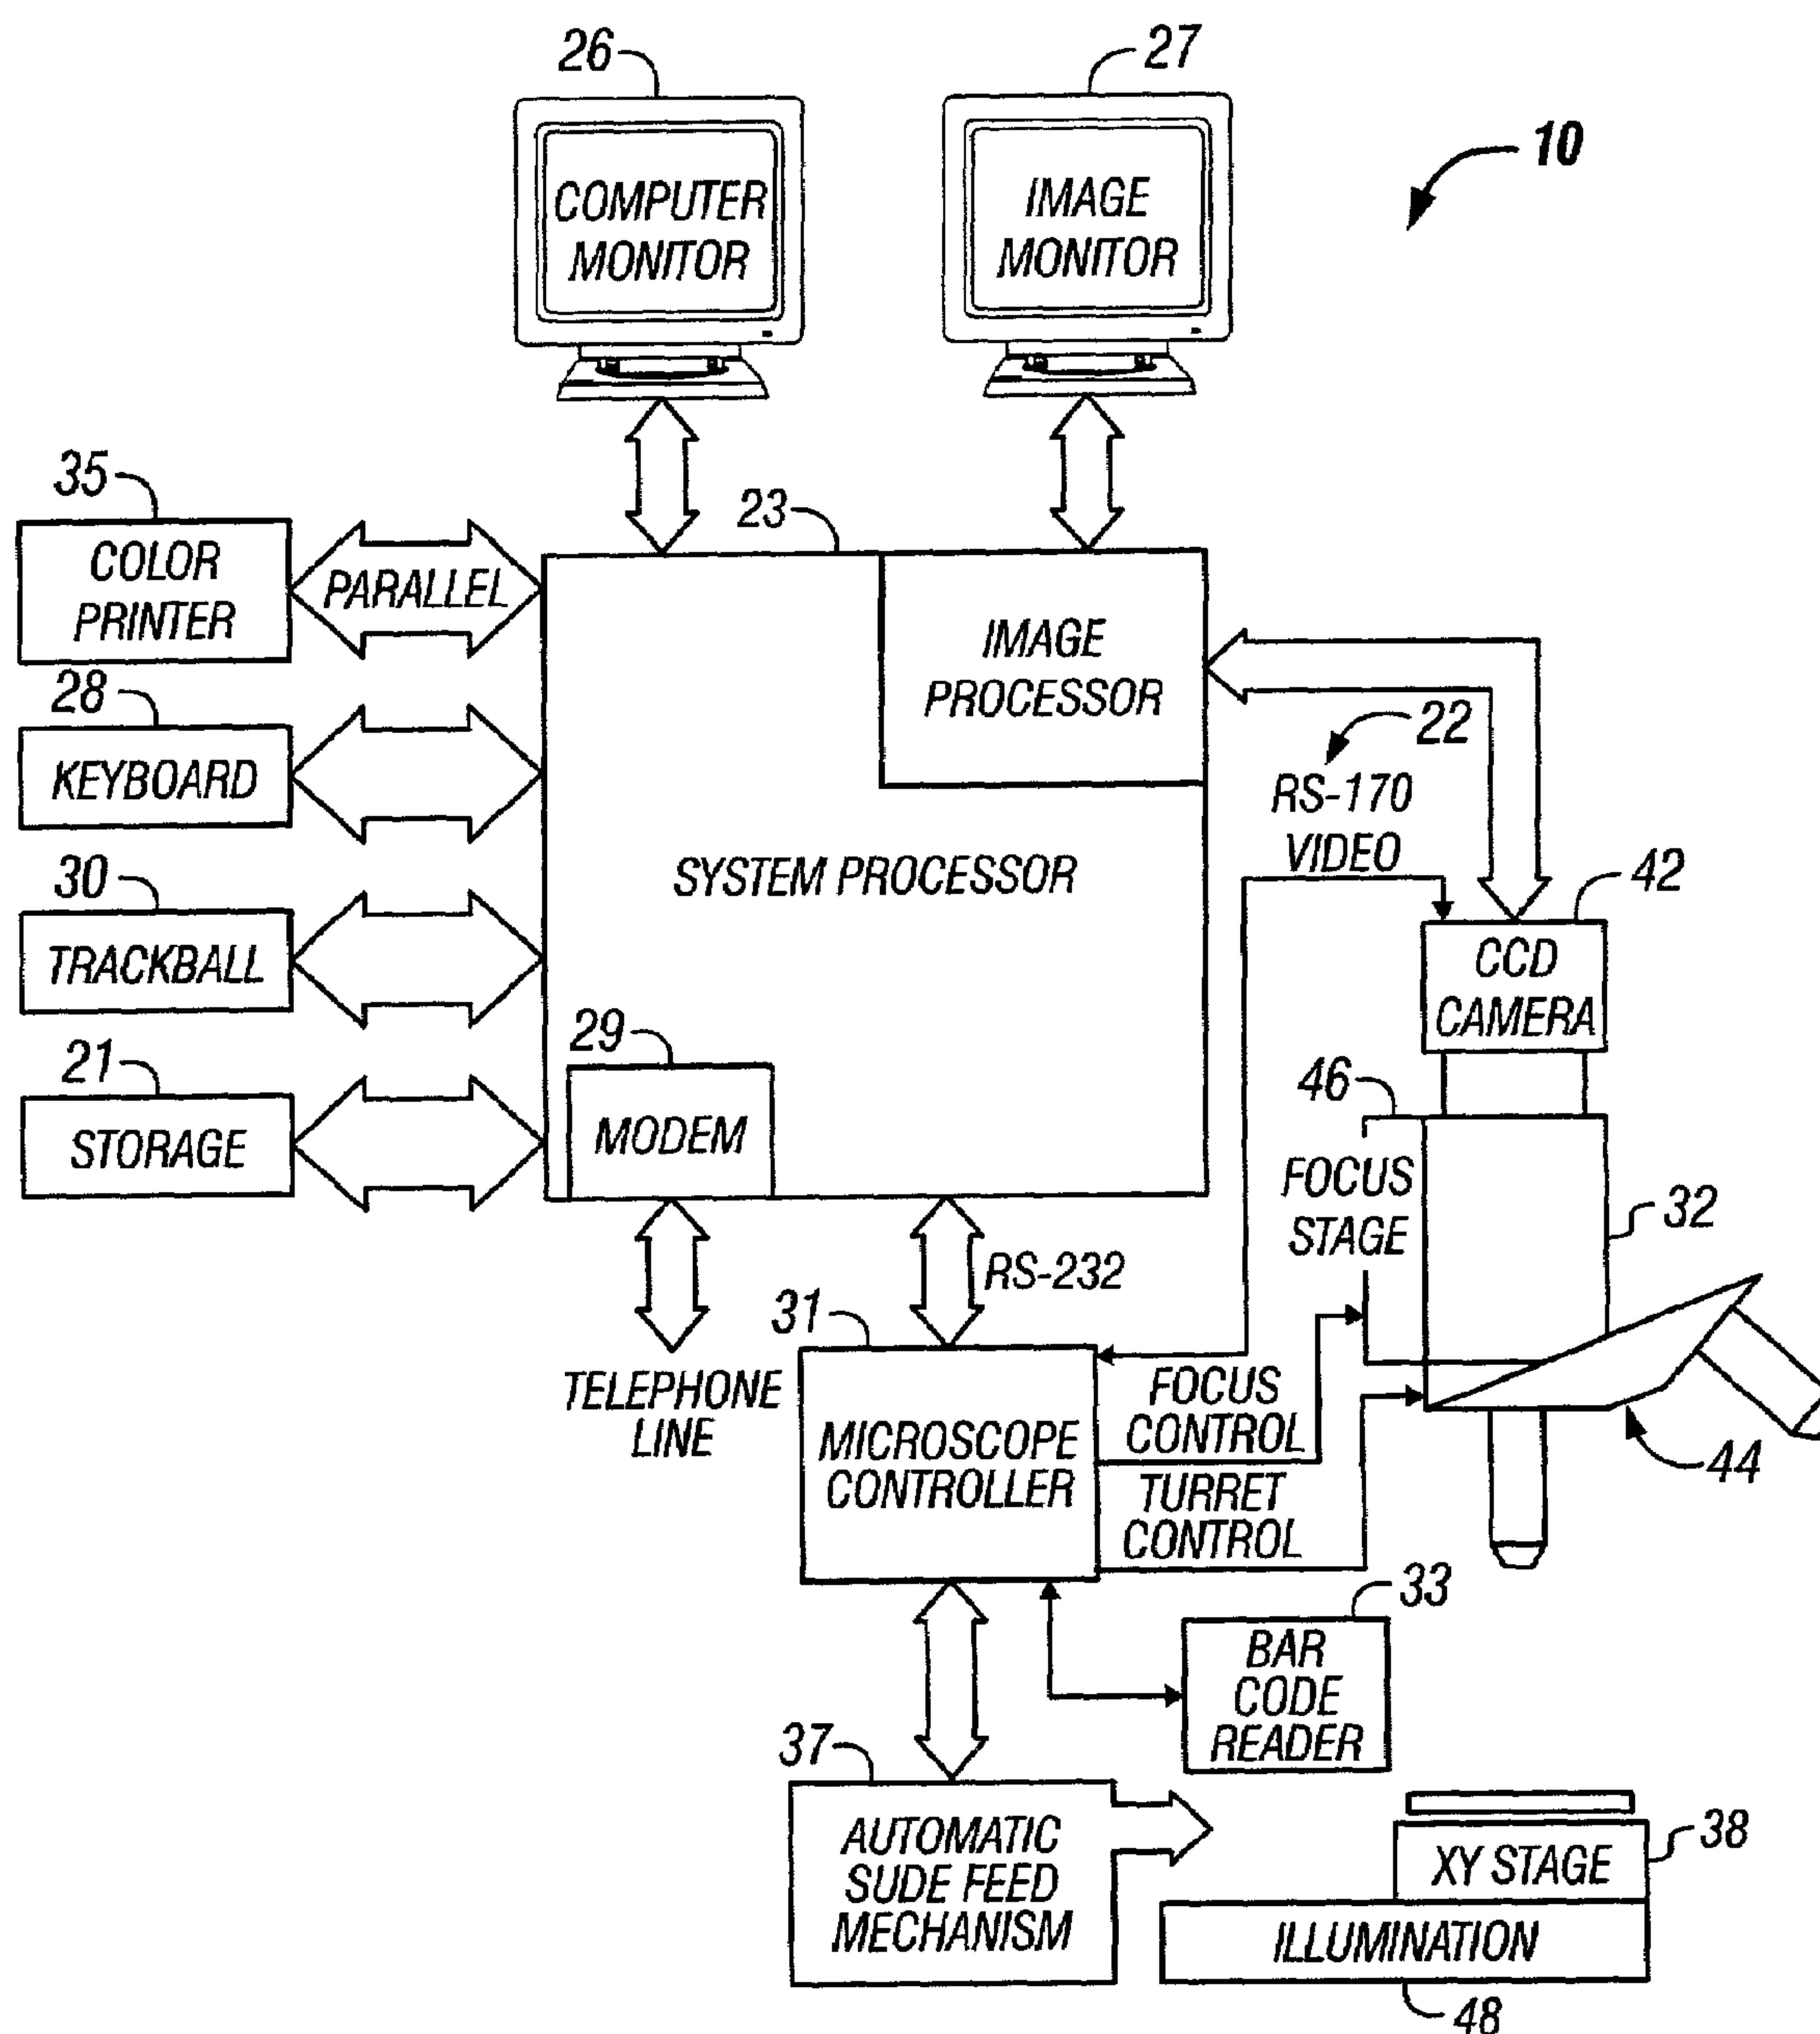 26
27
10
COMPUTER
MONITOR
IMAGE
MONITOR
35
23
COLOR
PRINTER
PARALLEL
IMAGE
PROCESSOR
28
22
KEYBOARD
RS-170
VIDEO
SYSTEM PROCESSOR
30
42
TRACKBALL
CCD
CAMERA
29
21
46
STORAGE
MODEM
FOCUS
STAGE
32
RS-232
31
TELEPHONE
LINE
FOCUS
CONTROL
MICROSCOPE
CONTROLLER
44
TURRET
CONTROL
33
BAR
CODE
READER
37
AUTOMATIC
SUDE FEED
MECHANISM
38
XY STAGE
ILLUMINATION
48